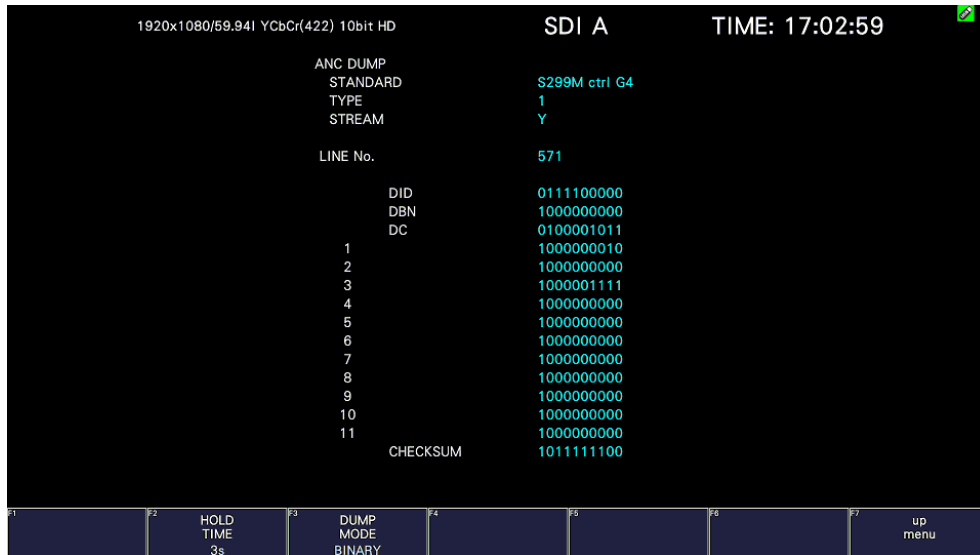 1920x1080/59.94I YCbCr(422) 10bit HD SDI A TIME: 17:02:59
ANC DUMP
STANDARD S299M ctrl G4
TYPE 1
STREAM Y
LINE No. 571
DID 0111100000
DBN 1000000000
DC 0100001011
1 1000000010
2 1000000000
3 1000001111
4 1000000000
5 1000000000
6 1000000000
7 1000000000
8 1000000000
9 1000000000
10 1000000000
11 1000000000
CHECKSUM 1011111100
F1 F2 F3 F4 F5 F6 F7
HOLD DUMP up
TIME MODE menu
3s BINARY